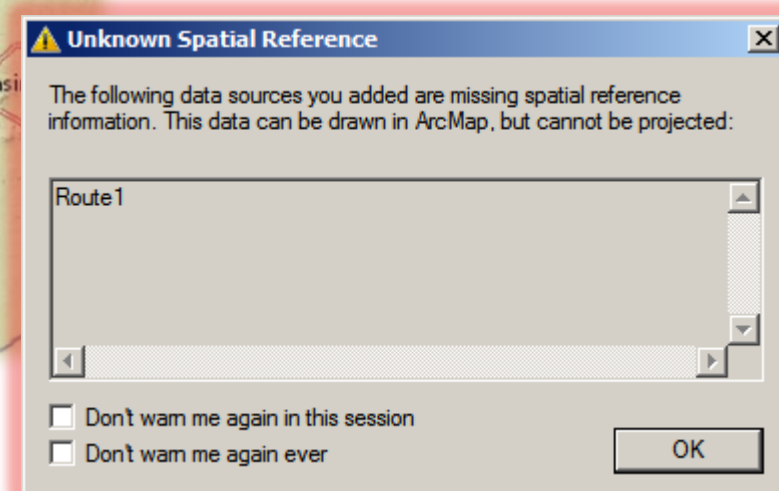 Unknown Spatial Reference
The following data sources you added are missing spatial reference
information. This data can be drawn in ArcMap, but cannot be projected:
Route1
Don't warn me again in this session
Don't warn me again ever
OK